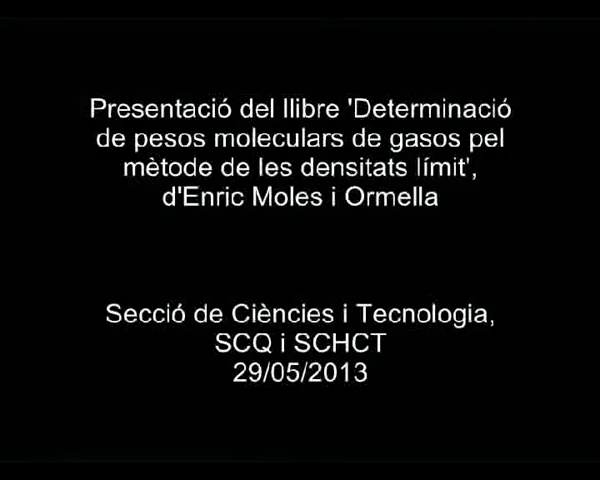 Presentació del llibre 'Determinació
de pesos moleculars de gasos pel
mètode de les densitats límit',
d'Enric Moles i Ormella
Secció de Ciències i Tecnologia,
SCQ i SCHCT
29/05/2013